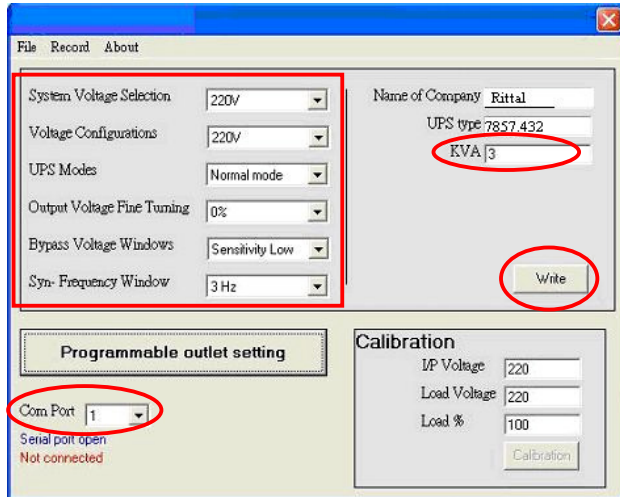 File Record About
System Voltage Selection 220V
Voltage Configurations 220V
UPS Modes Normal mode
Output Voltage Fine Tuming 0%
Bypass Voltage Windows Sensitivity Low
Syn- Frequency Window 3 Hz
Name of Company Rittal
UPS type 7857.432
KVA 3
Write
Programmable outlet setting
Com Port 1
Serial port open
Not connected
Calibration
I/P Voltage 220
Load Voltage 220
Load % 100
Calibration